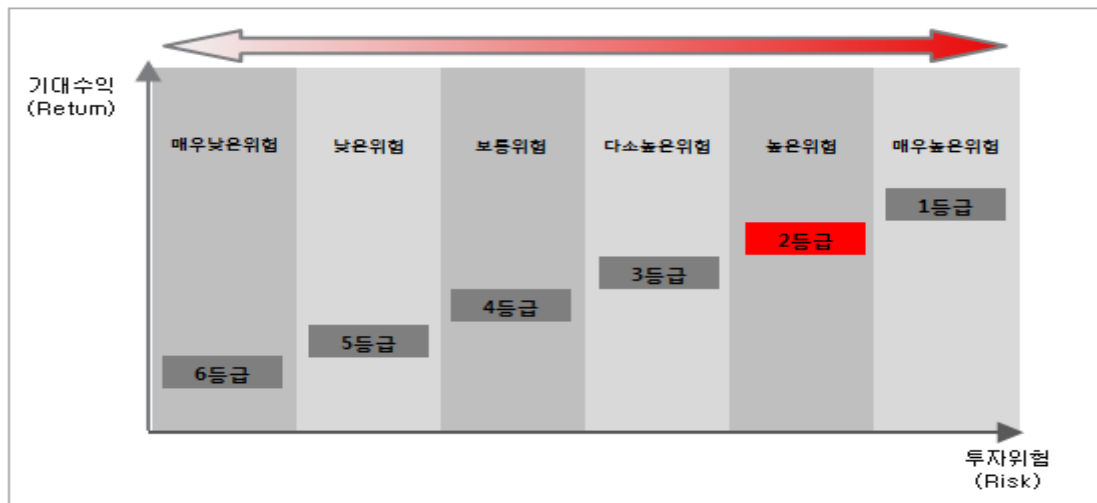 기대수익
(Retum)
매우낮은위험
낮은위험
보통위험
다소높은위험
높은위험
매우높은위험
1등급
2등급
3등급
4등급
5등급
6등급
투자위험
(Risk)